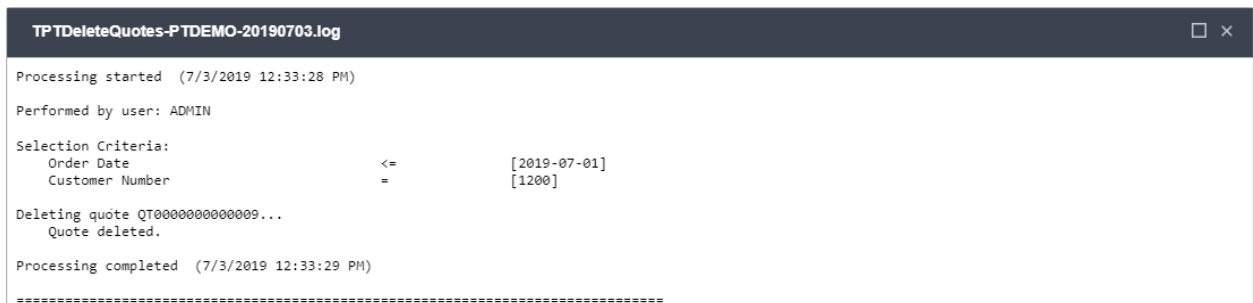 TPTDeleteQuotes-PTDEMO-20190703.log
Processing started (7/3/2019 12:33:28 PM)
Performed by user: ADMIN
Selection Criteria:
Order Date <= [2019-07-01]
Customer Number = [1200]
Deleting quote QT0000000000009...
Quote deleted.
Processing completed (7/3/2019 12:33:29 PM)
================================================================================